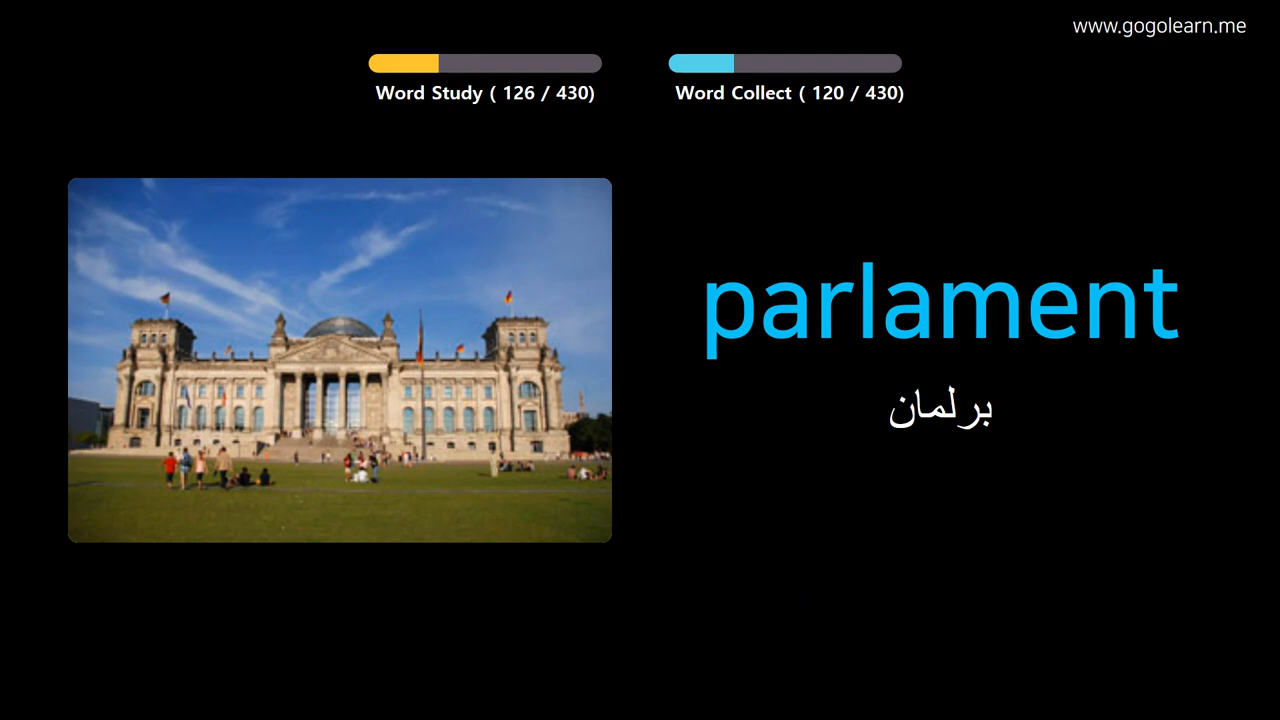 www.gogolearn.me
Word Study ( 126 / 430)
Word Collect ( 120 / 430)
parlament
برلمان